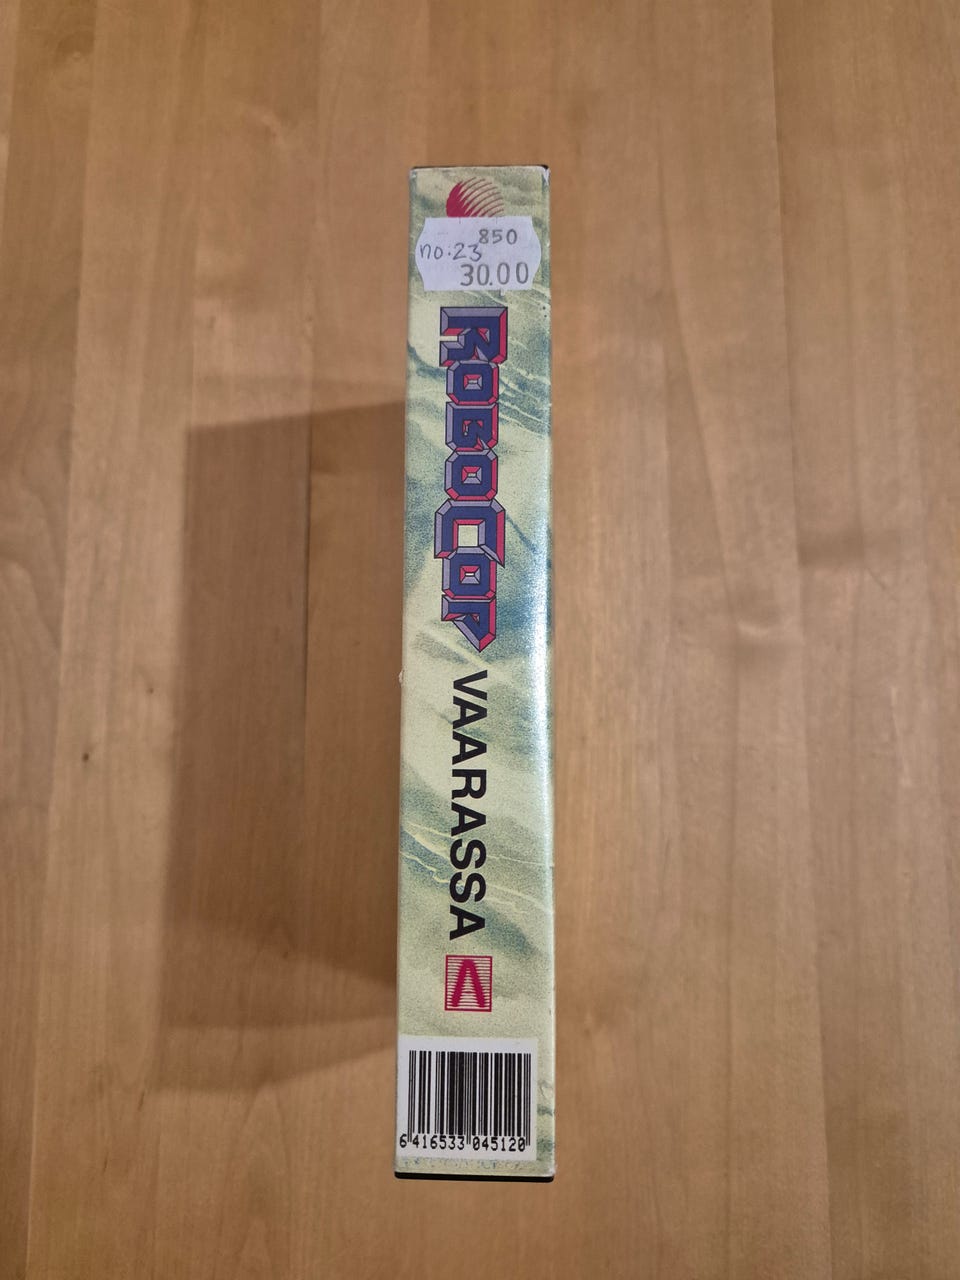 850
no:23
30.00
ROBOCOP
VAARASSA
A
6 416533 045120